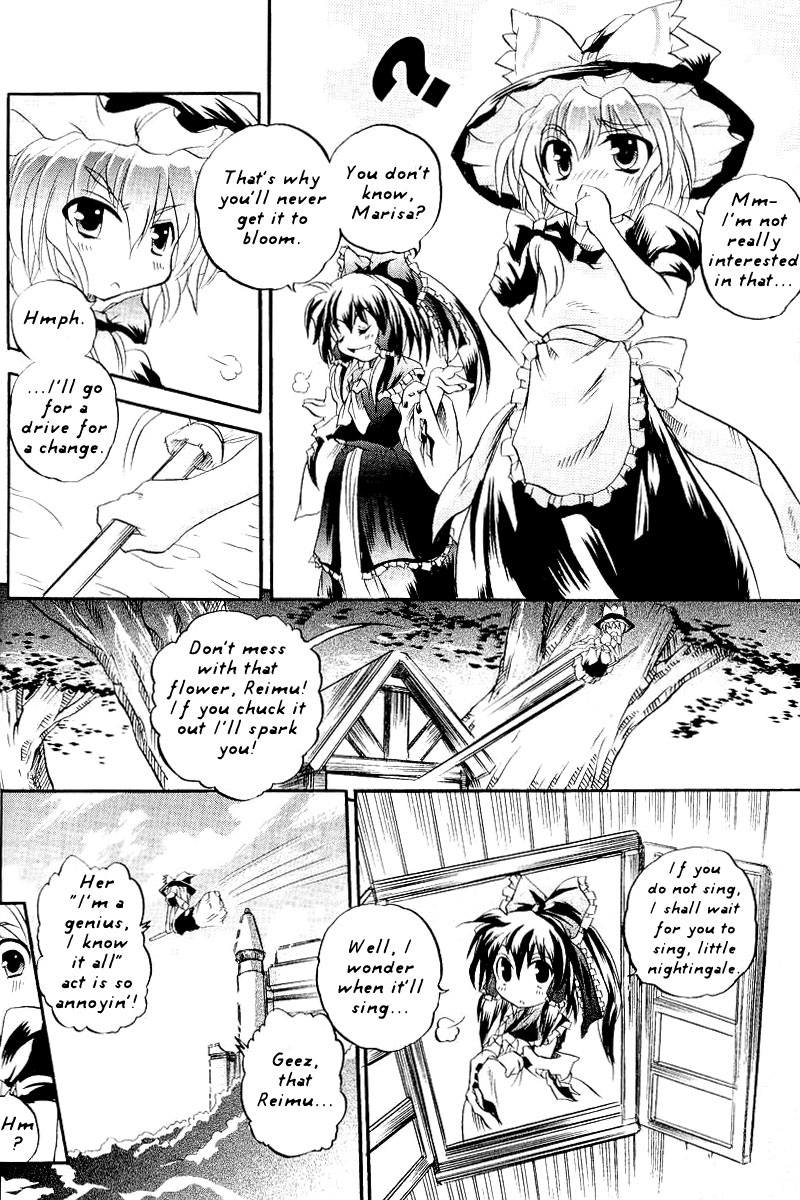 ?
Mm-
I'm not
really
interested
in that...
You don't
know,
Marisa?
That's why
you'll never
get it to
bloom.
Hmph.
...I'll go
for a
drive for
a change.
Don't mess
with that
flower, Reimu!
If you chuck it
out I'll spark
you!
If you
do not sing,
I shall wait
for you to
sing, little
nightingale.
Well, I
wonder
when it'll
sing...
Her
"I'm a
genius,
I know
it all"
act is so
annoyin'!
Geez,
that
Reimu...
Hm
?